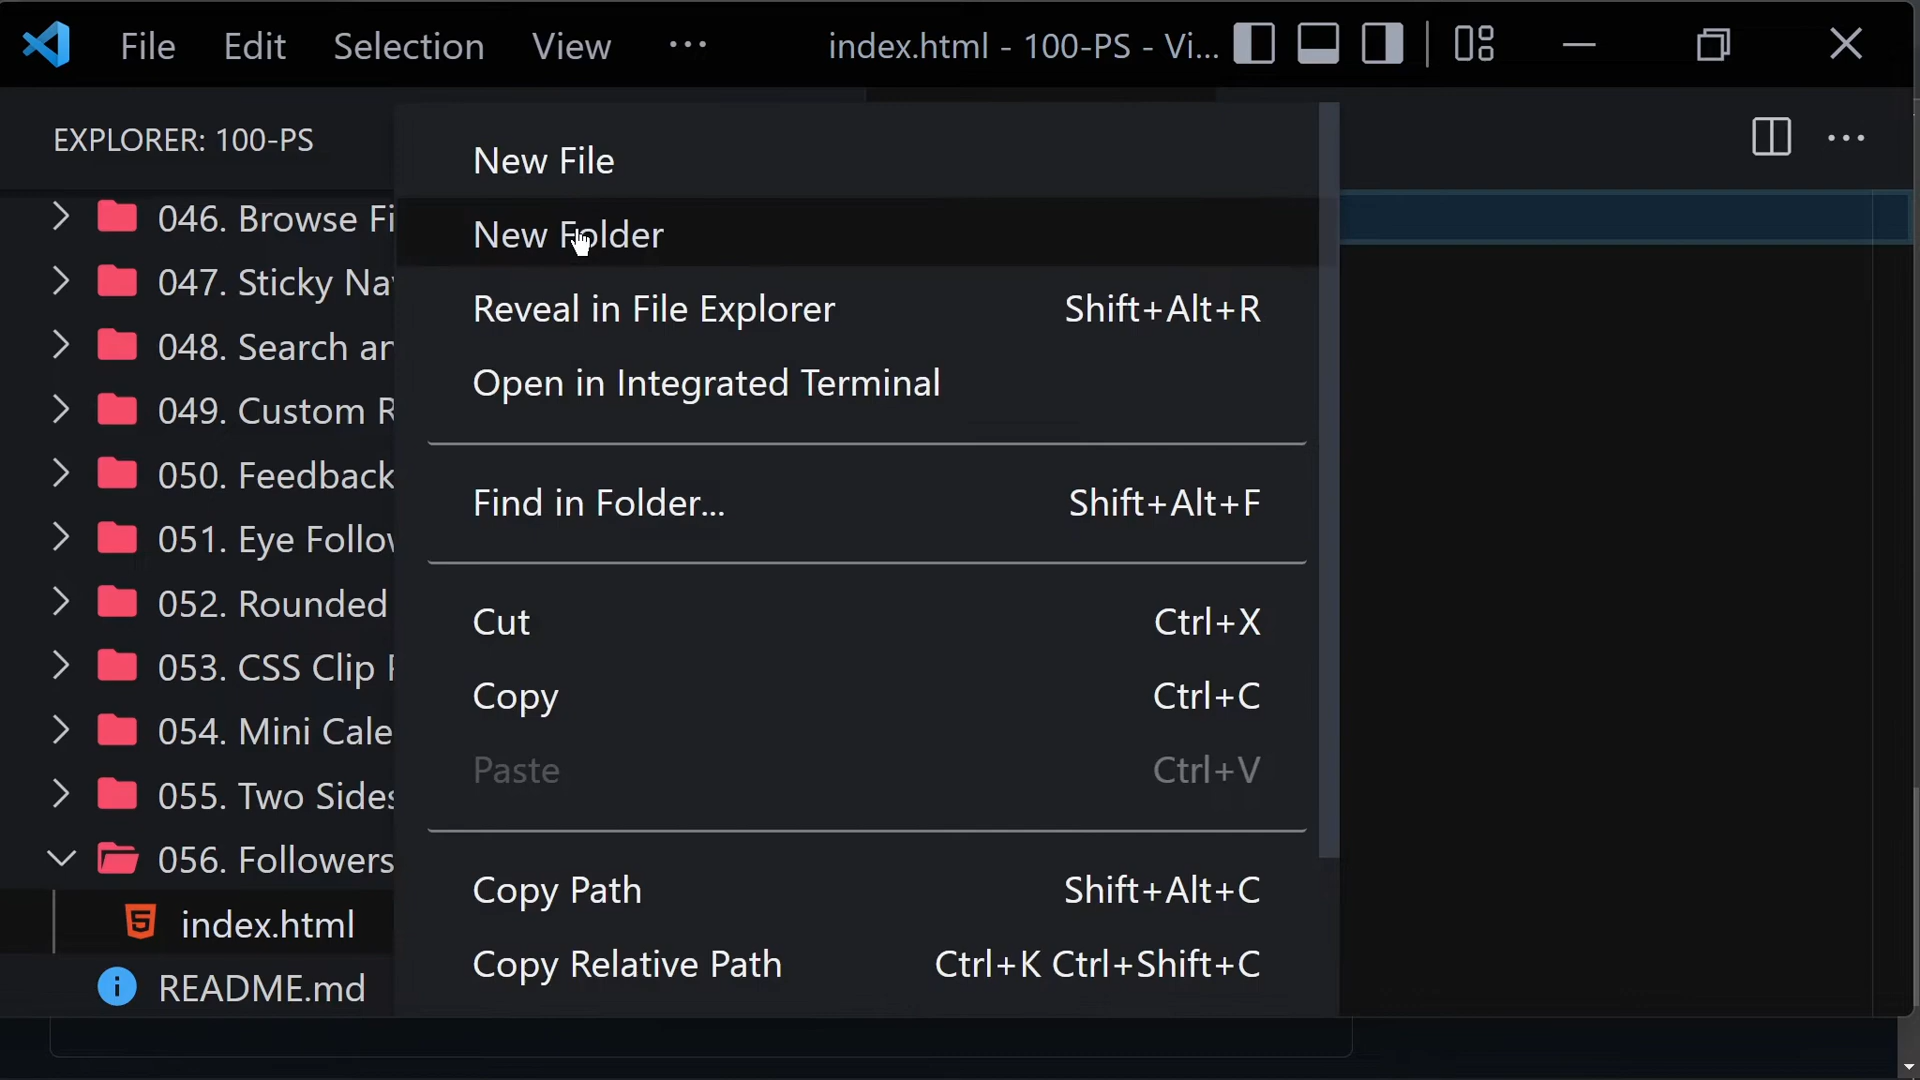 File Edit Selection View ··· index.html - 100-PS - Vi...
EXPLORER: 100-PS
046. Browse Fi
047. Sticky Na
048. Search an
049. Custom R
050. Feedback
051. Eye Follow
052. Rounded
053. CSS Clip
054. Mini Cale
055. Two Sides
056. Followers
index.html
README.md
New File
New Folder
Reveal in File Explorer Shift+Alt+R
Open in Integrated Terminal
Find in Folder... Shift+Alt+F
Cut Ctrl+X
Copy Ctrl+C
Paste Ctrl+V
Copy Path Shift+Alt+C
Copy Relative Path Ctrl+K Ctrl+Shift+C